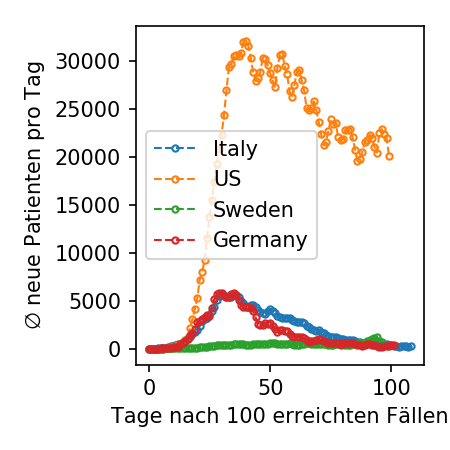 ∅ neue Patienten pro Tag
30000
25000
20000
15000
10000
5000
0
Italy
US
Sweden
Germany
0 50 100
Tage nach 100 erreichten Fällen